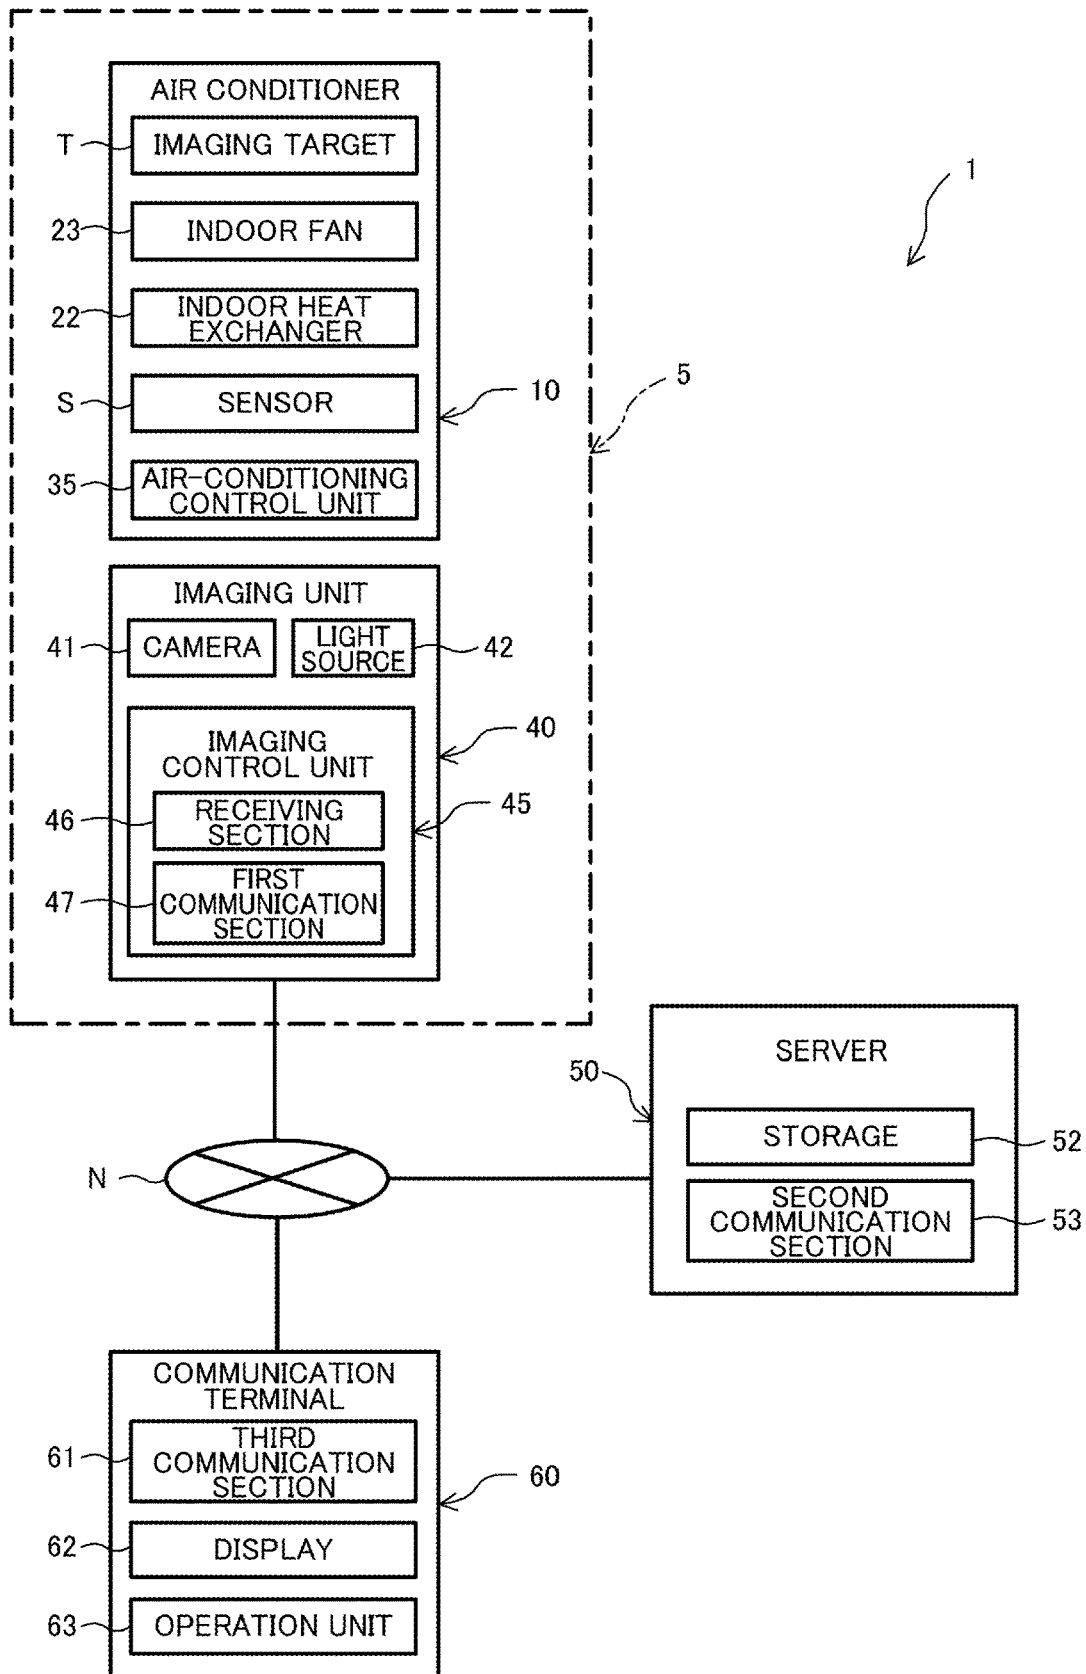 AIR CONDITIONER
T
IMAGING TARGET
1
23
INDOOR FAN
22
INDOOR HEAT
EXCHANGER
5
S
SENSOR
10
35
AIR-CONDITIONING
CONTROL UNIT
IMAGING UNIT
41
CAMERA
LIGHT
SOURCE
42
40
IMAGING
CONTROL UNIT
45
46
RECEIVING
SECTION
47
FIRST
COMMUNICATION
SECTION
SERVER
50
STORAGE
52
N
SECOND
COMMUNICATION
SECTION
53
COMMUNICATION
TERMINAL
61
THIRD
COMMUNICATION
SECTION
60
62
DISPLAY
63
OPERATION UNIT